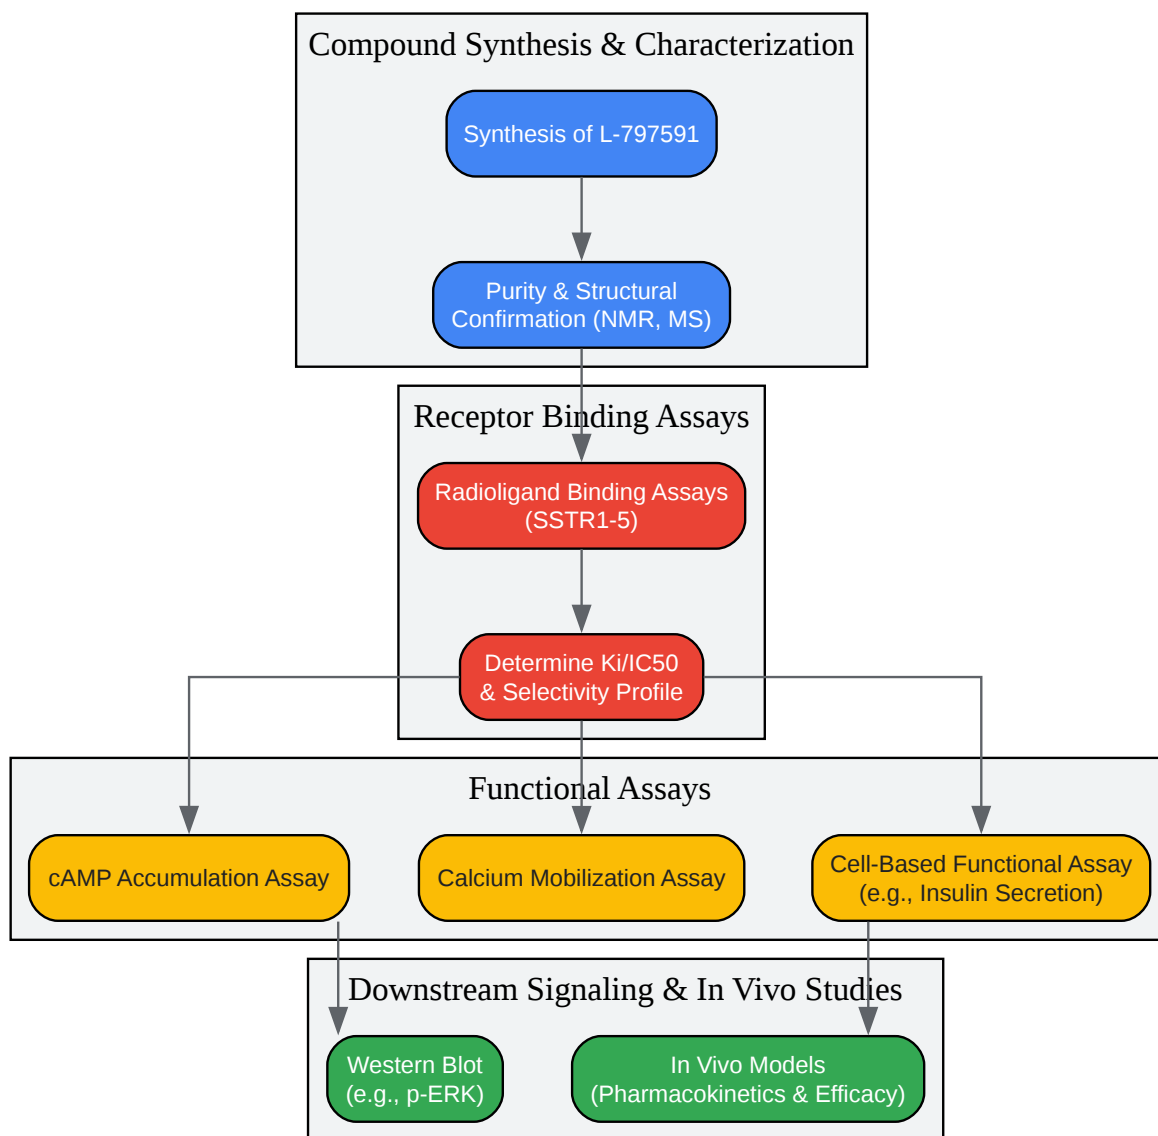 Compound Synthesis & Characterization
Synthesis of L-797591
Purity & Structural
Confirmation (NMR, MS)
Receptor Binding Assays
Radioligand Binding Assays
(SSTR1-5)
Determine Ki/IC50
& Selectivity Profile
Functional Assays
cAMP Accumulation Assay
Calcium Mobilization Assay
Cell-Based Functional Assay
(e.g., Insulin Secretion)
Downstream Signaling & In Vivo Studies
Western Blot
(e.g., p-ERK)
In Vivo Models
(Pharmacokinetics & Efficacy)